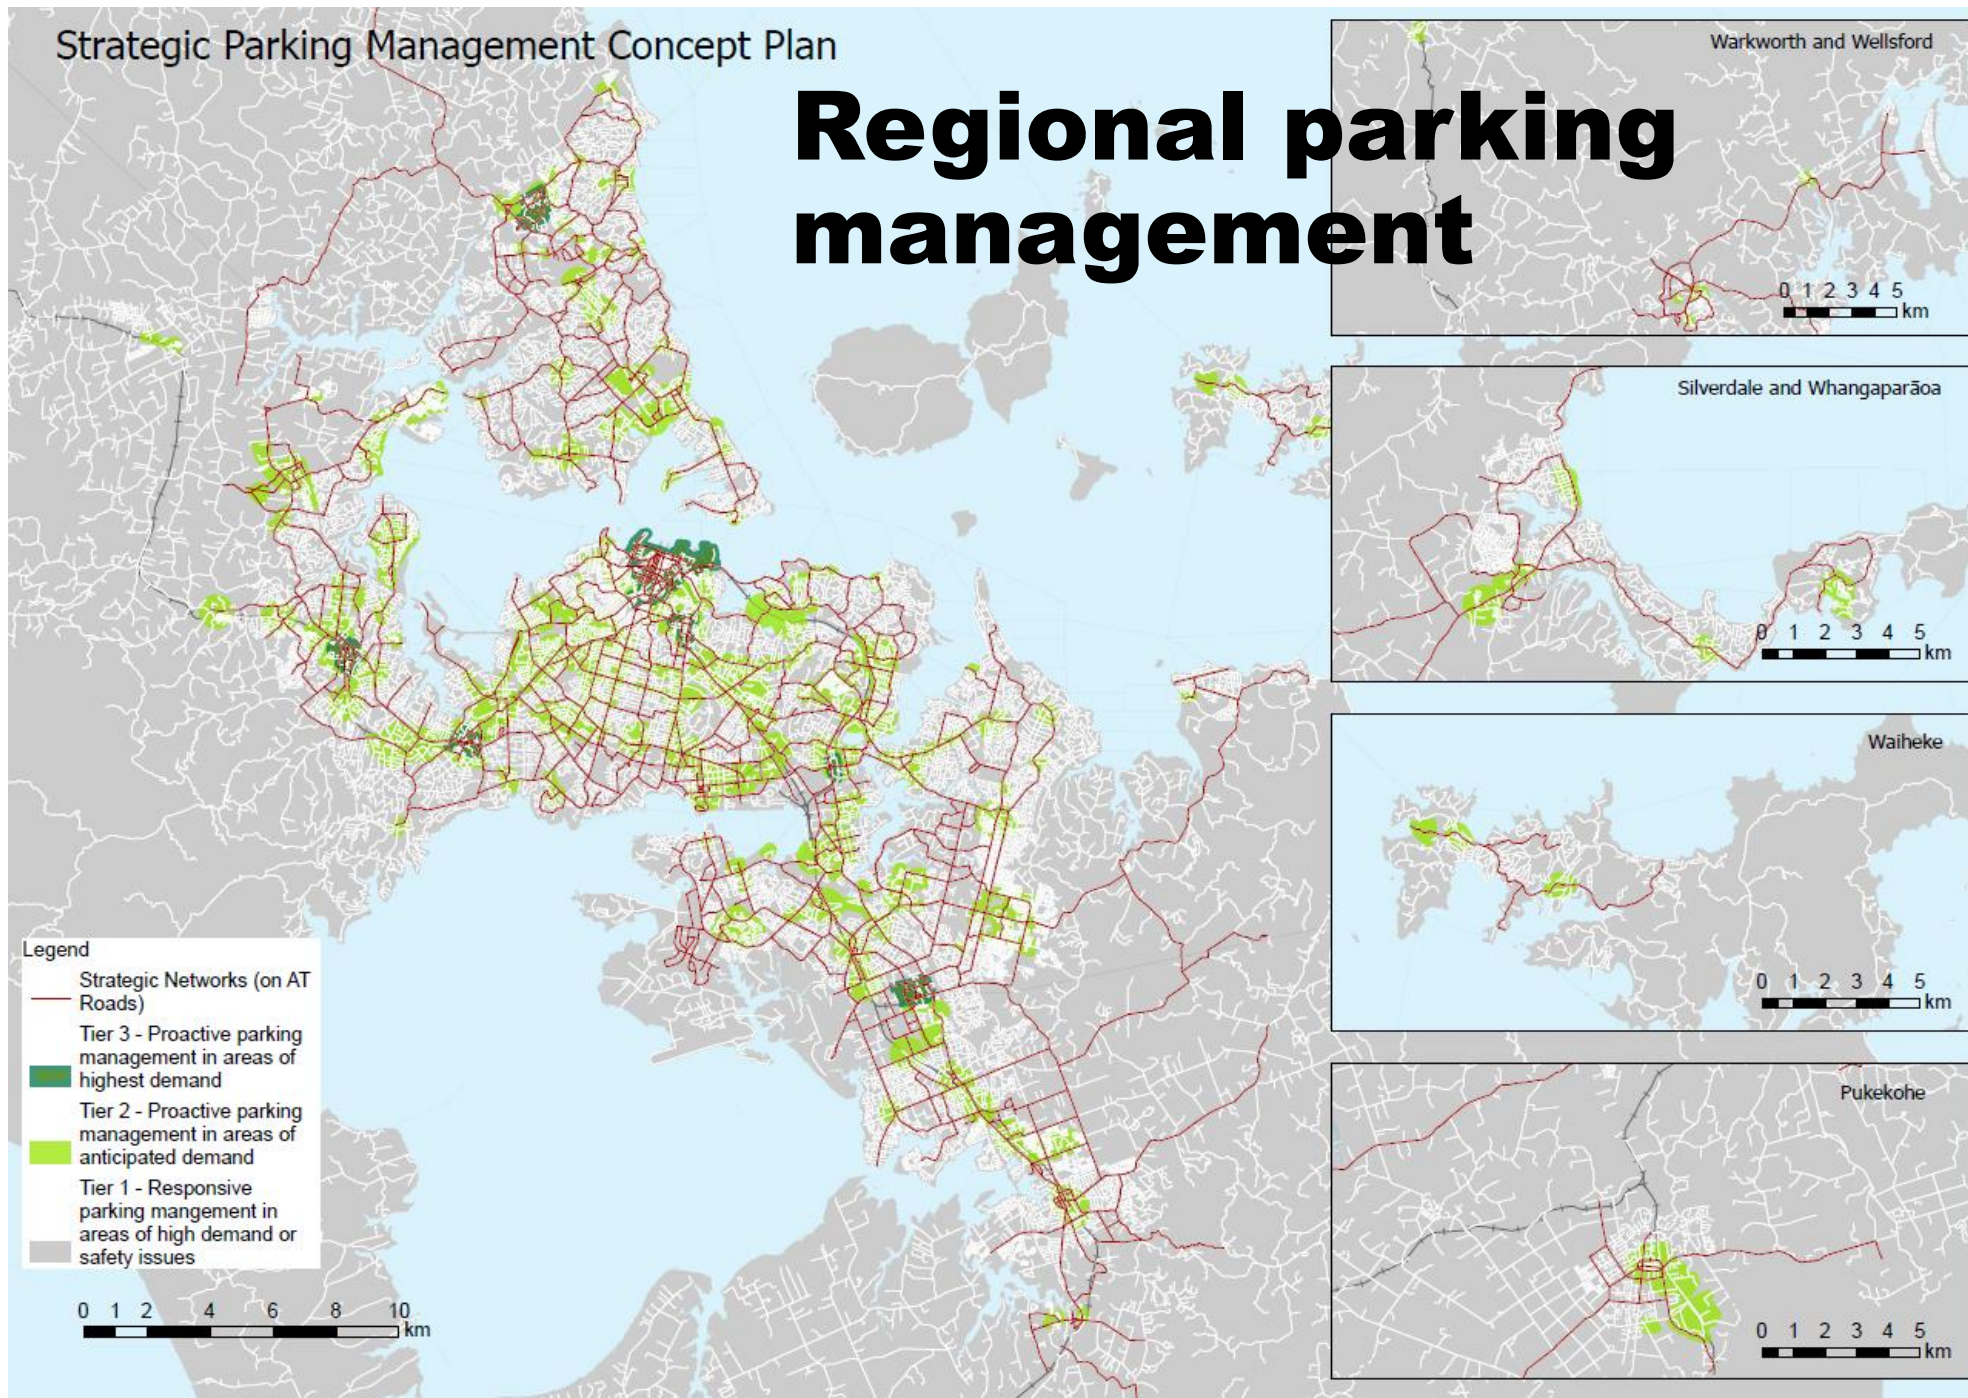 Strategic Parking Management Concept Plan
Regional parking
management
Warkworth and Wellsford
0 1 2 3 4 5
km
Silverdale and Whangaparāoa
0 1 2 3 4 5
km
Waiheke
0 1 2 3 4 5
km
Pukekohe
0 1 2 3 4 5
km
Legend
Strategic Networks (on AT
Roads)
Tier 3 - Proactive parking
management in areas of
highest demand
Tier 2 - Proactive parking
management in areas of
anticipated demand
Tier 1 - Responsive
parking mangement in
areas of high demand or
safety issues
0 1 2 4 6 8 10
km